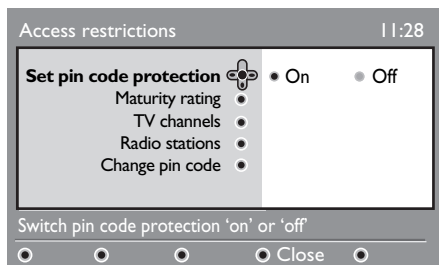 Access restrictions 11:28
Set pin code protection On Off
Maturity rating
TV channels
Radio stations
Change pin code
Switch pin code protection ‘on’ or ‘off’
Close